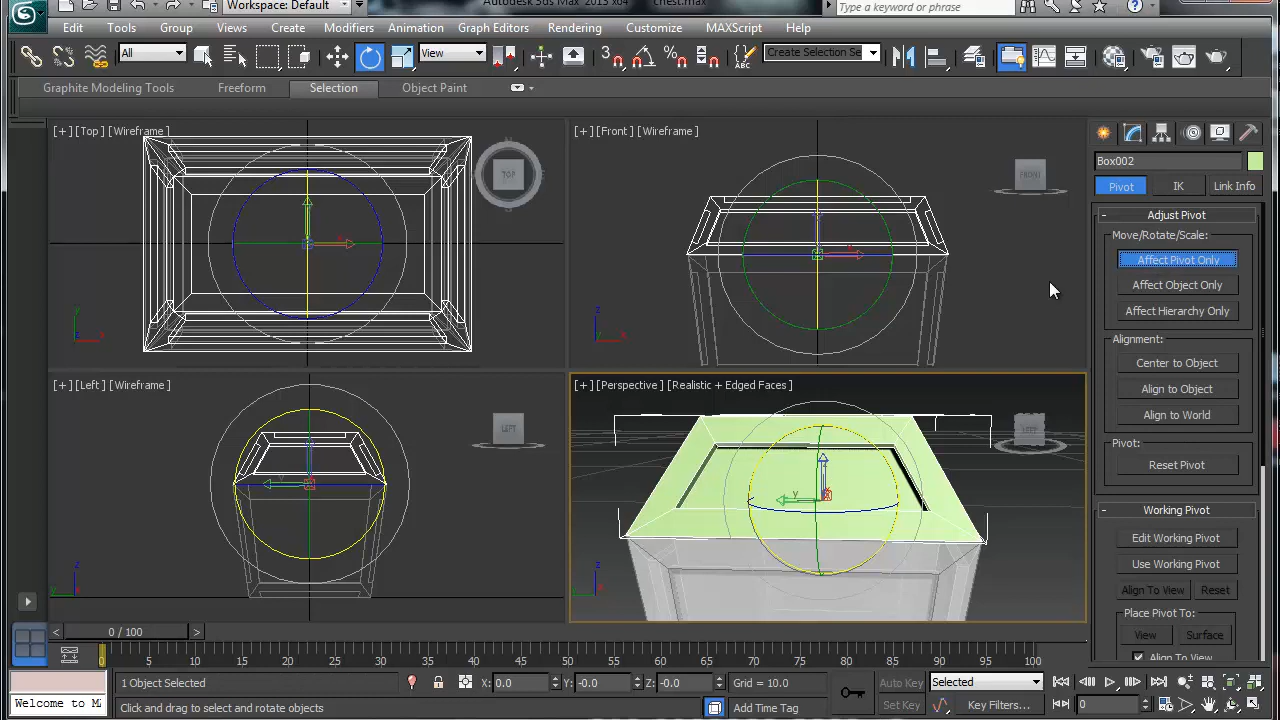 Workspace: Default
Autodesk 3ds Max 2013 x64
chest.max
Type a keyword or phrase
Edit Tools Group Views Create Modifiers Animation Graph Editors Rendering Customize MAXScript Help
All
View
3
%
ABC
Create Selection Se
Graphite Modeling Tools Freeform Selection Object Paint
[+] [Top] [Wireframe]
N
TOP
S
y
x
[+] [Front] [Wireframe]
FRONT
z
x
[+] [Left] [Wireframe]
LEFT
y
z
[+] [Perspective] [Realistic + Edged Faces]
LEFT
y
z
Box002
Pivot IK Link Info
- Adjust Pivot
Move/Rotate/Scale:
Affect Pivot Only
Affect Object Only
Affect Hierarchy Only
Alignment:
Center to Object
Align to Object
Align to World
Pivot:
Reset Pivot
- Working Pivot
Edit Working Pivot
Use Working Pivot
Align To View Reset
Place Pivot To:
View Surface
Align To View
< 0 / 100 >
0 5 10 15 20 25 30 35 40 45 50 55 60 65 70 75 80 85 90 95 100
1 Object Selected
X: 0.0 Y: -0.0 Z: -0.0 Grid = 10.0
Auto Key Selected
Welcome to M
Click and drag to select and rotate objects
Add Time Tag
Set Key Key Filters... 0